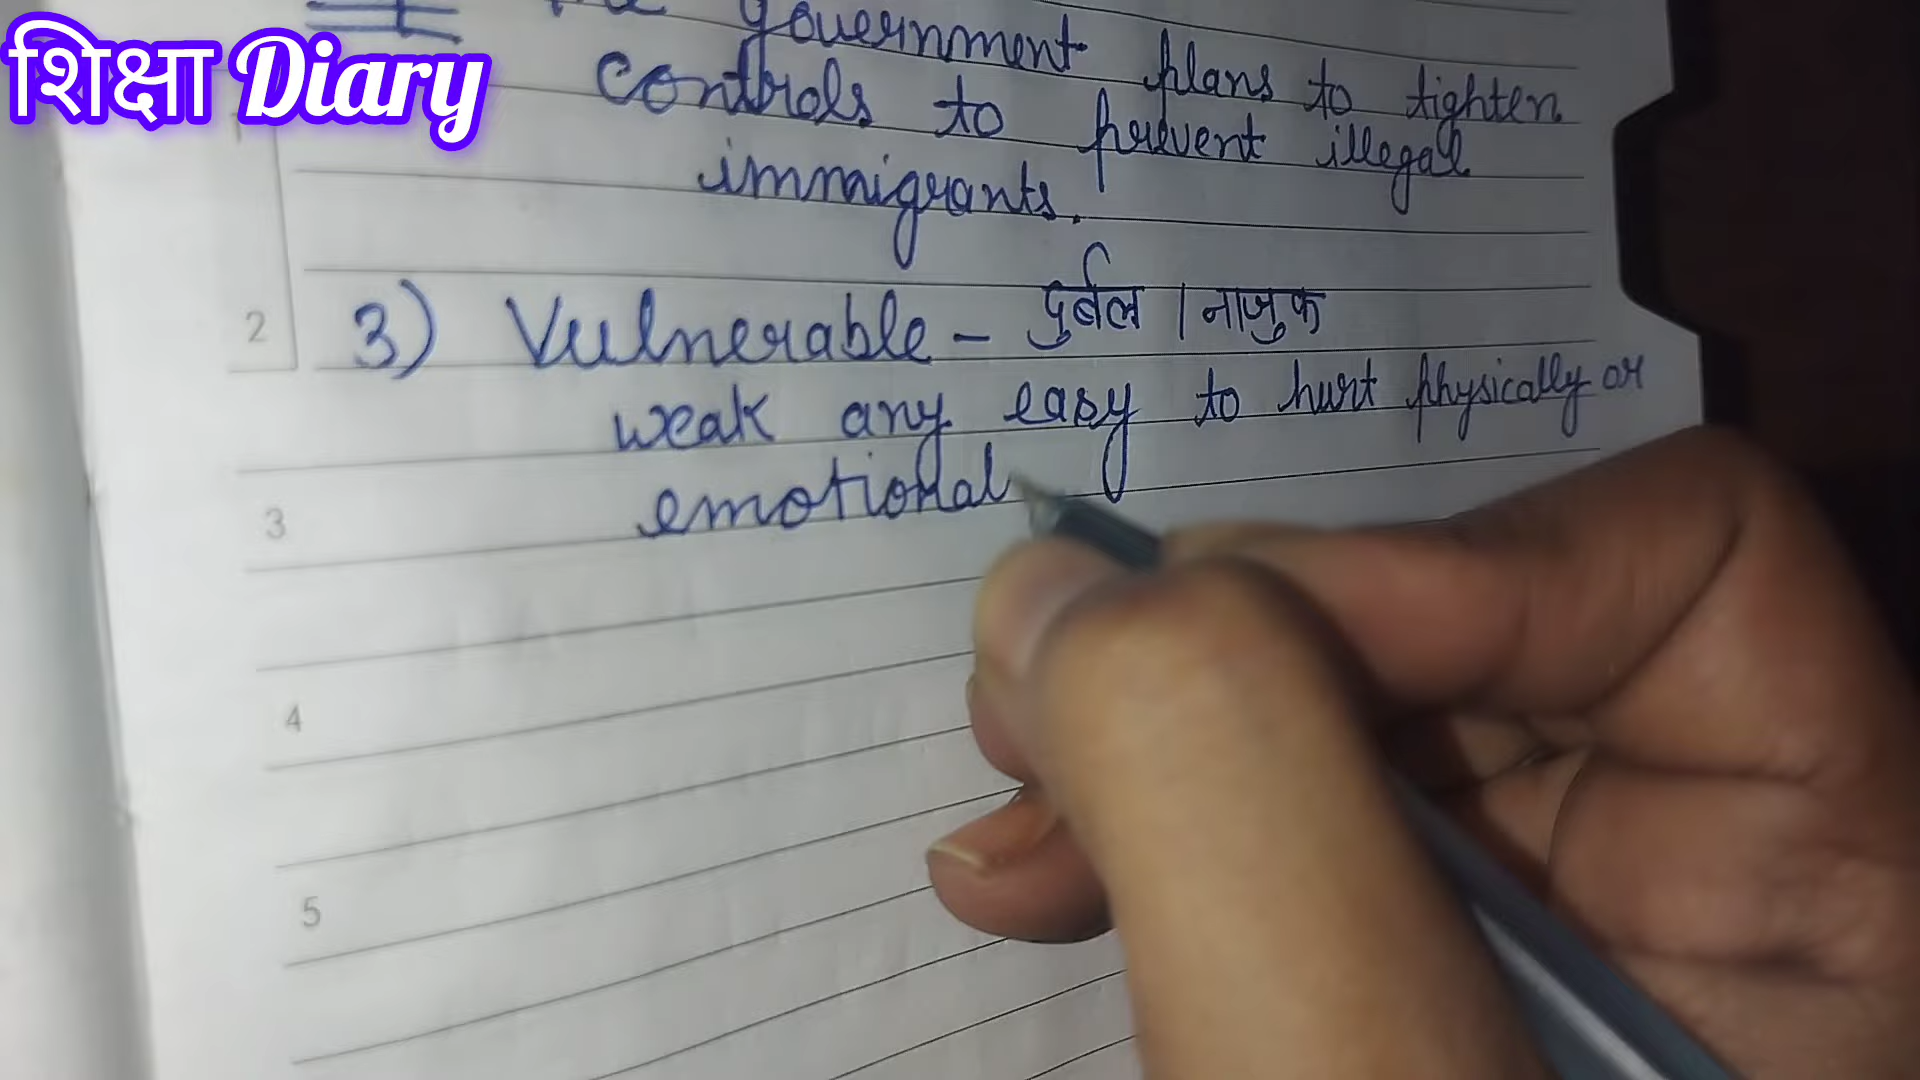 शिक्षा Diary
government plans to tighten
controls to prevent illegal
immigrants.
3) Vulnerable - दुर्बल / नाजुक
weak any easy to hurt physically or
emotional
2
3
4
5